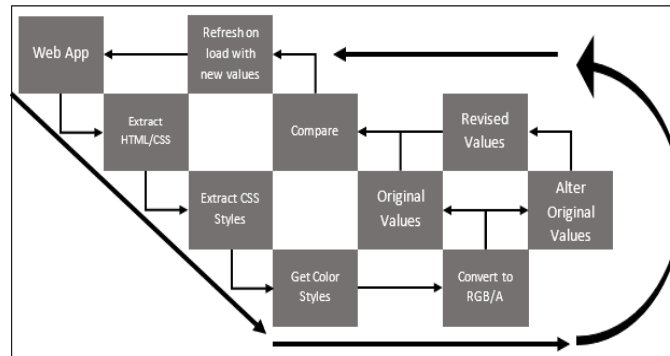 Web App
Refresh on
load with
new values
Extract
HTML/CSS
Compare
Revised
Values
Extract CSS
Styles
Original
Values
Alter
Original
Values
Get Color
Styles
Convert to
RGB/A